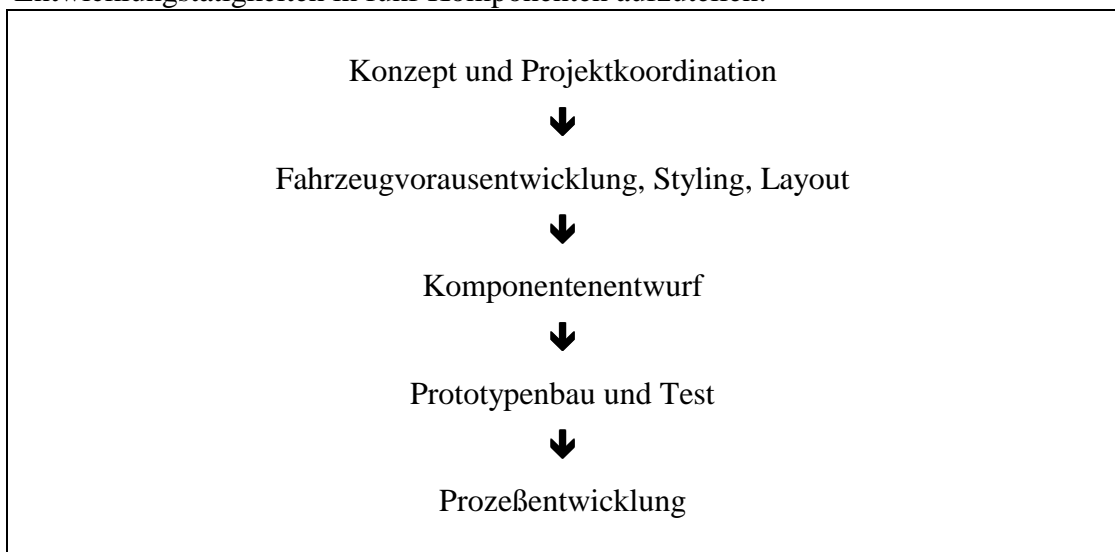 Entwicklungstätigkeiten in fünf Komponenten aufzuteilen:
Konzept und Projektkoordination
Fahrzeugvorausentwicklung, Styling, Layout
Komponentenentwurf
Prototypenbau und Test
Prozeßentwicklung